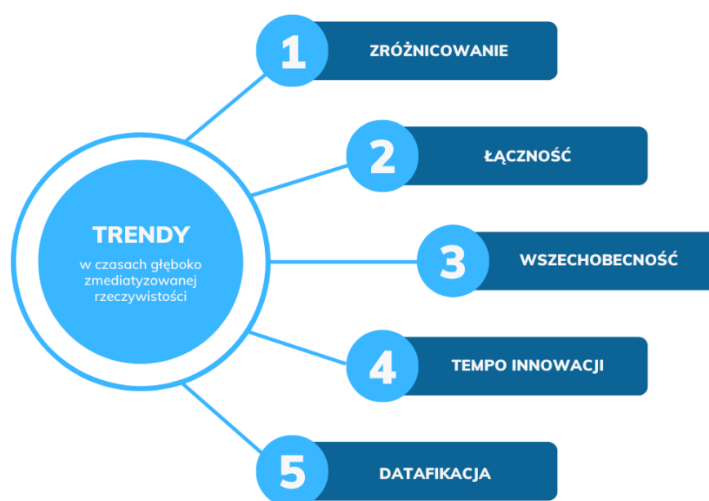 TRENDY
w czasach głęboko
zmediatyzowanej
rzeczywistości
1
ZRÓŻNICOWANIE
2
ŁĄCZNOŚĆ
3
WSZECHOBECNOŚĆ
4
TEMPO INNOWACJI
5
DATAFIKACJA